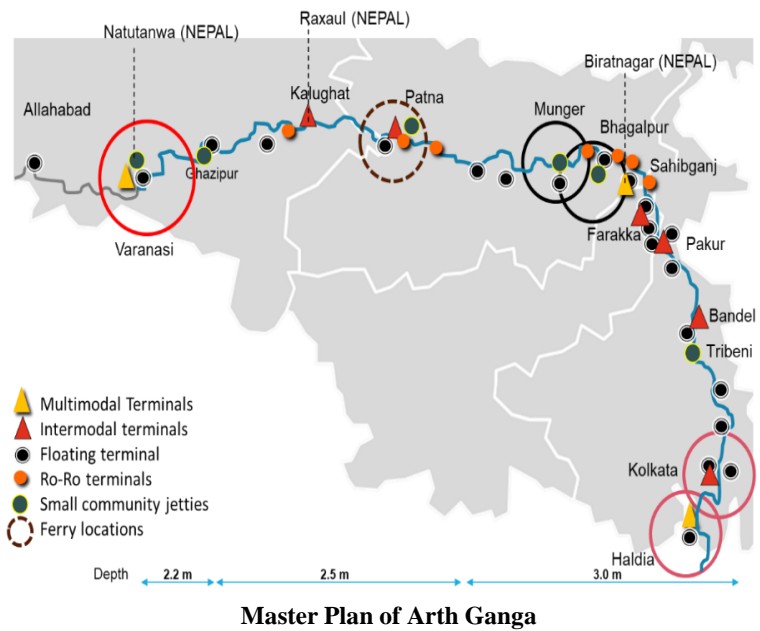 Raxaul (NEPAL)
Natutanwa (NEPAL)
Biratnagar (NEPAL)
Kalughat
Patna
Allahabad
Munger
Bhagalpur
Sahibganj
Ghazipur
Varanasi
Farakka
Pakur
Bandel
Tribeni
Multimodal Terminals
Intermodal terminals
Floating terminal
Ro-Ro terminals
Small community jetties
Ferry locations
Kolkata
Haldia
Depth 2.2 m 2.5 m 3.0 m
Master Plan of Arth Ganga